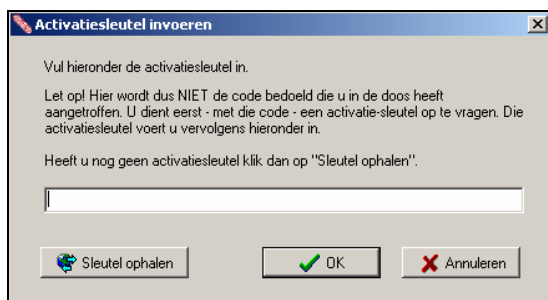 Activatiesleutel invoeren
Vul hieronder de activatiesleutel in.
Let op! Hier wordt dus NIET de code bedoeld die u in de doos heeft
aangetroffen. U dient eerst - met die code - een activatie-sleutel op te vragen. Die
activatiesleutel voert u vervolgens hieronder in.
Heeft u nog geen activatiesleutel klik dan op "Sleutel ophalen".
Sleutel ophalen
OK
Annuleren